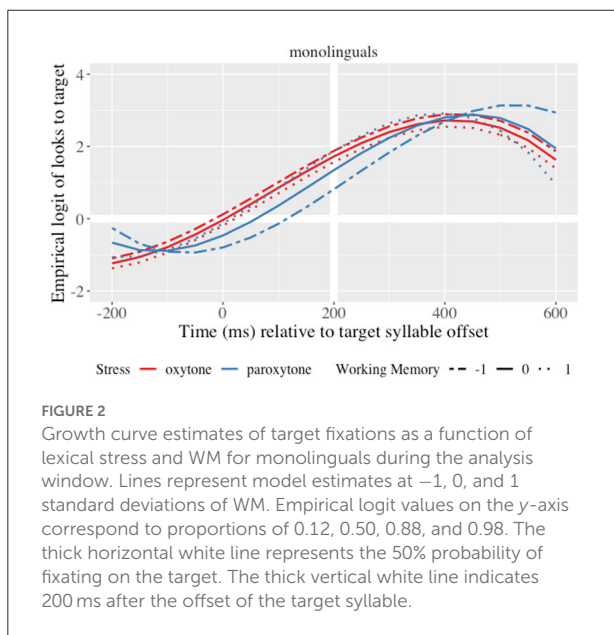 monolinguals
4
2
0
-2
Empirical logit of looks to target
-200 0 200 400 600
Time (ms) relative to target syllable offset
Stress oxytone paroxytone Working Memory -1 0 1
FIGURE 2
Growth curve estimates of target fixations as a function of
lexical stress and WM for monolinguals during the analysis
window. Lines represent model estimates at −1, 0, and 1
standard deviations of WM. Empirical logit values on the y-axis
correspond to proportions of 0.12, 0.50, 0.88, and 0.98. The
thick horizontal white line represents the 50% probability of
fixating on the target. The thick vertical white line indicates
200 ms after the offset of the target syllable.